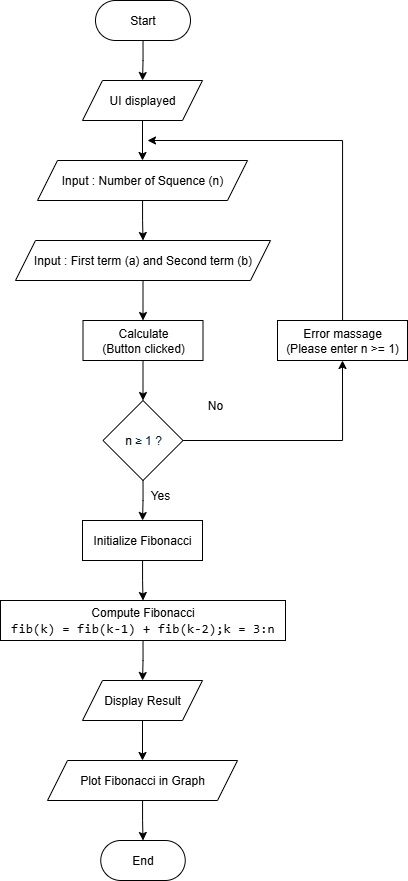 Start
UI displayed
Input : Number of Squence (n)
Input : First term (a) and Second term (b)
Calculate
(Button clicked)
Error massage
(Please enter n >= 1)
No
n ≥ 1 ?
Yes
Initialize Fibonacci
Compute Fibonacci
fib(k) = fib(k-1) + fib(k-2);k = 3:n
Display Result
Plot Fibonacci in Graph
End